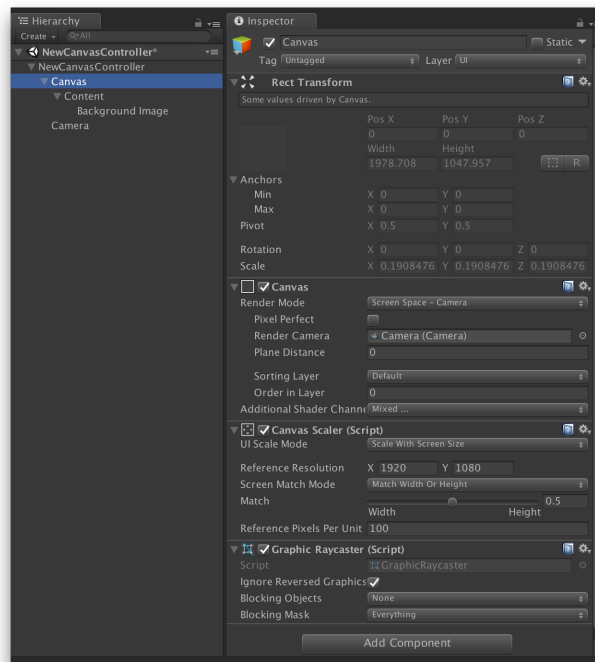 Hierarchy
Create
All
NewCanvasController*
NewCanvasController
Canvas
Content
Background Image
Camera
Inspector
Canvas
Static
Tag Untagged Layer UI
Rect Transform
Some values driven by Canvas.
Pos X Pos Y Pos Z
0 0 0
Width Height
1978.708 1047.957
R
Anchors
Min X 0 Y 0
Max X 0 Y 0
Pivot X 0.5 Y 0.5
Rotation X 0 Y 0 Z 0
Scale X 0.1908476 Y 0.1908476 Z 0.1908476
Canvas
Render Mode Screen Space - Camera
Pixel Perfect
Render Camera Camera (Camera)
Plane Distance 0
Sorting Layer Default
Order in Layer 0
Additional Shader Channe Mixed ...
Canvas Scaler (Script)
UI Scale Mode Scale With Screen Size
Reference Resolution X 1920 Y 1080
Screen Match Mode Match Width Or Height
Match 0.5
Width Height
Reference Pixels Per Unit 100
Graphic Raycaster (Script)
Script GraphicRaycaster
Ignore Reversed Graphics
Blocking Objects None
Blocking Mask Everything
Add Component